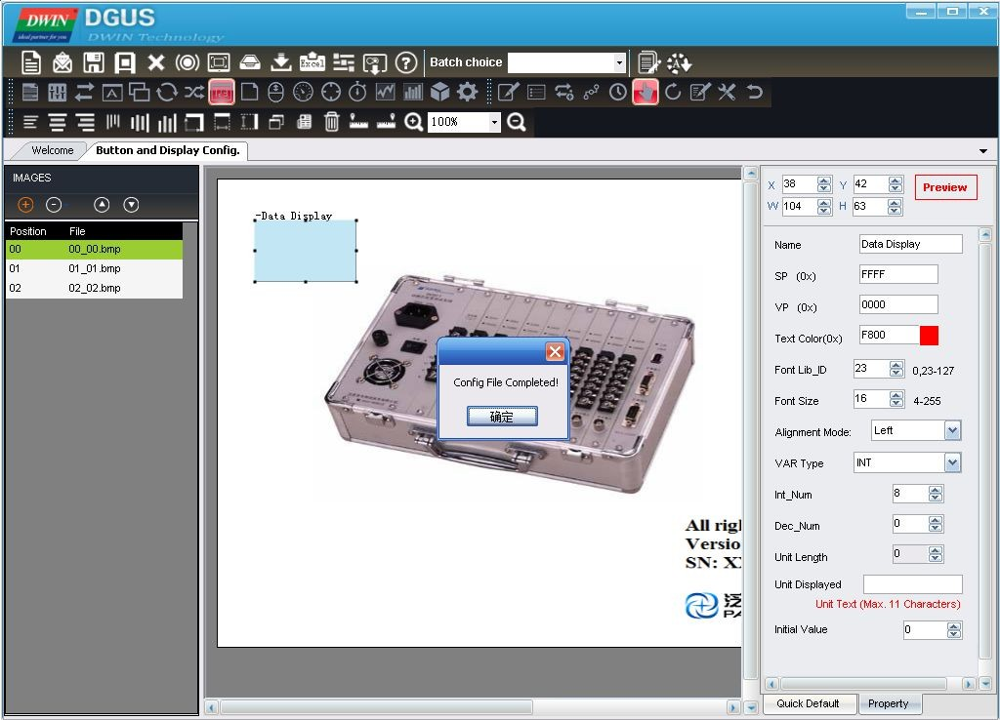 DWIN
ideal partner for you
DGUS
DWIN Technology
Batch choice
100%
Welcome
Button and Display Config.
IMAGES
Position File
00 00_00.bmp
01 01_01.bmp
02 02_02.bmp
-Data Display
Config File Completed!
确定
All rig
Versio
SN: X
泛
PA
X 38 Y 42
W 104 H 63
Preview
Name Data Display
SP (0x) FFFF
VP (0x) 0000
Text Color(0x) F800
Font Lib_ID 23 0,23-127
Font Size 16 4-255
Alignment Mode: Left
VAR Type INT
Int_Num 8
Dec_Num 0
Unit Length 0
Unit Displayed
Unit Text (Max. 11 Characters)
Initial Value 0
Quick Default Property